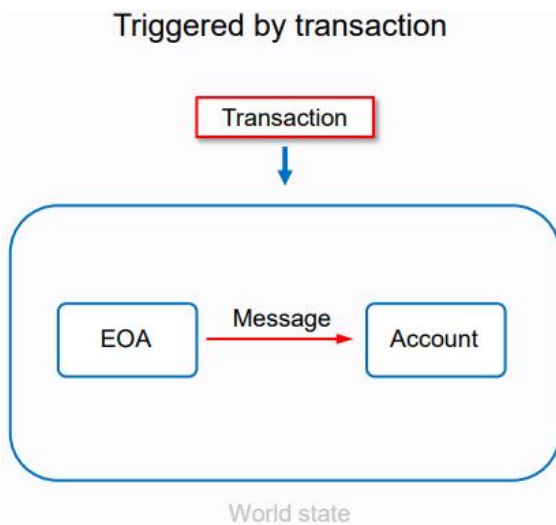 Triggered by transaction
Transaction
Message
EOA
Account
World state